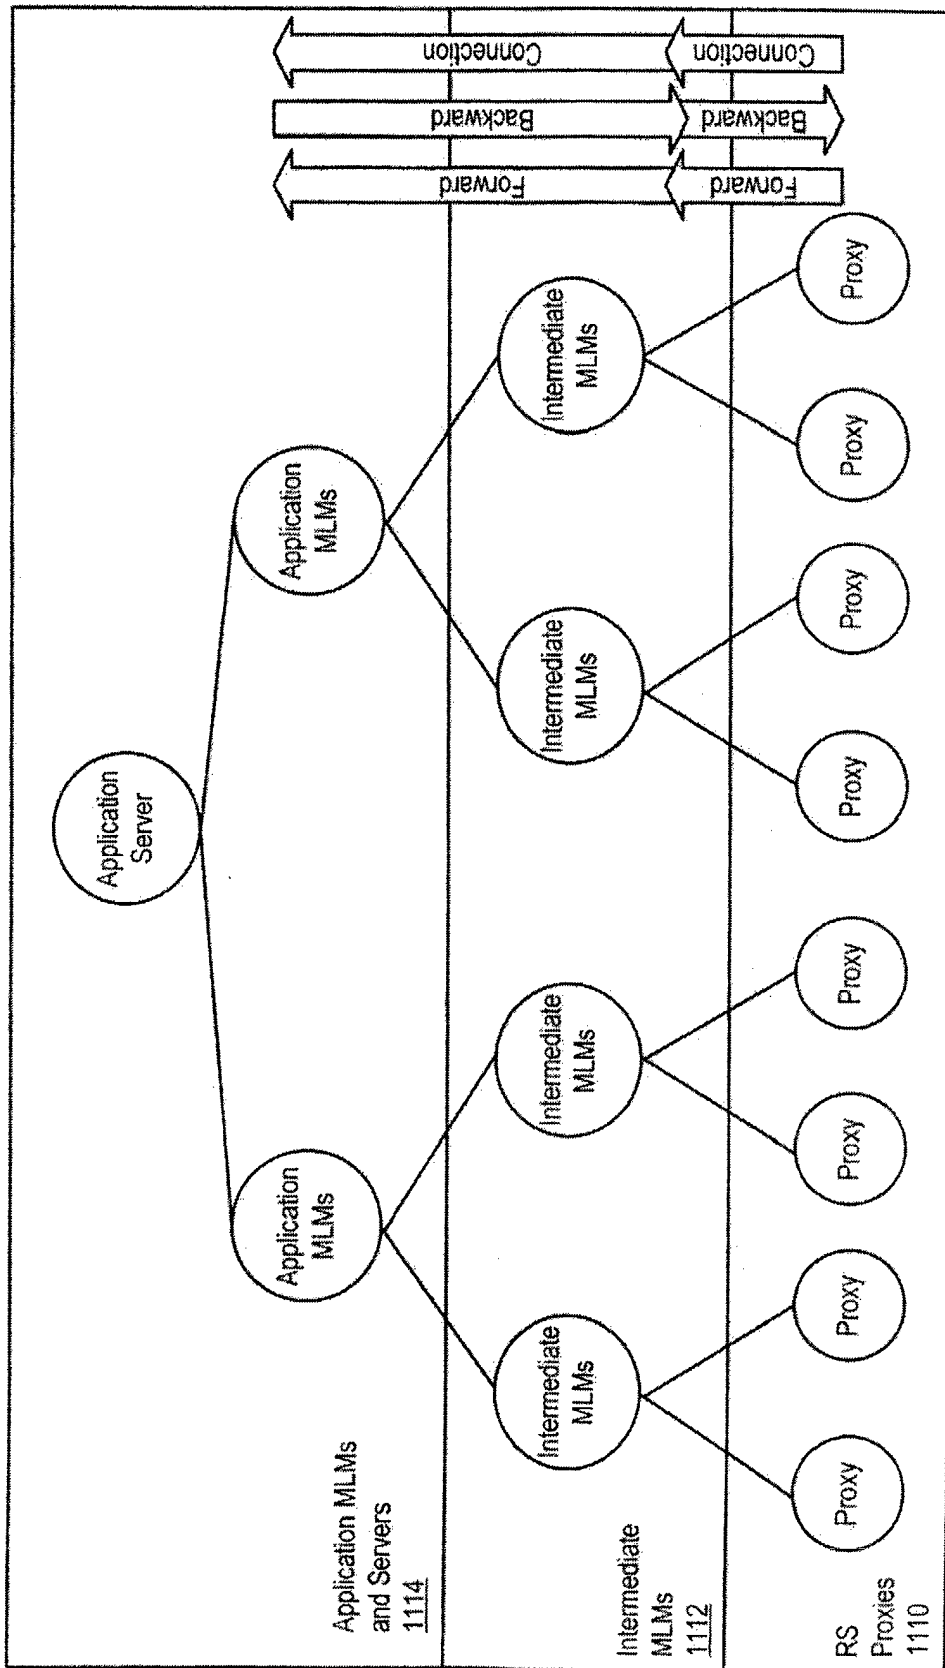 Application
Server
Application
MLMs
Application
MLMs
Application MLMs
and Servers
1114
Intermediate
MLMs
Intermediate
MLMs
Intermediate
MLMs
Intermediate
MLMs
Intermediate
MLMs
1112
Proxy
Proxy
Proxy
Proxy
Proxy
Proxy
Proxy
Proxy
RS
Proxies
1110
Forward
Backward
Connection
Forward
Backward
Connection